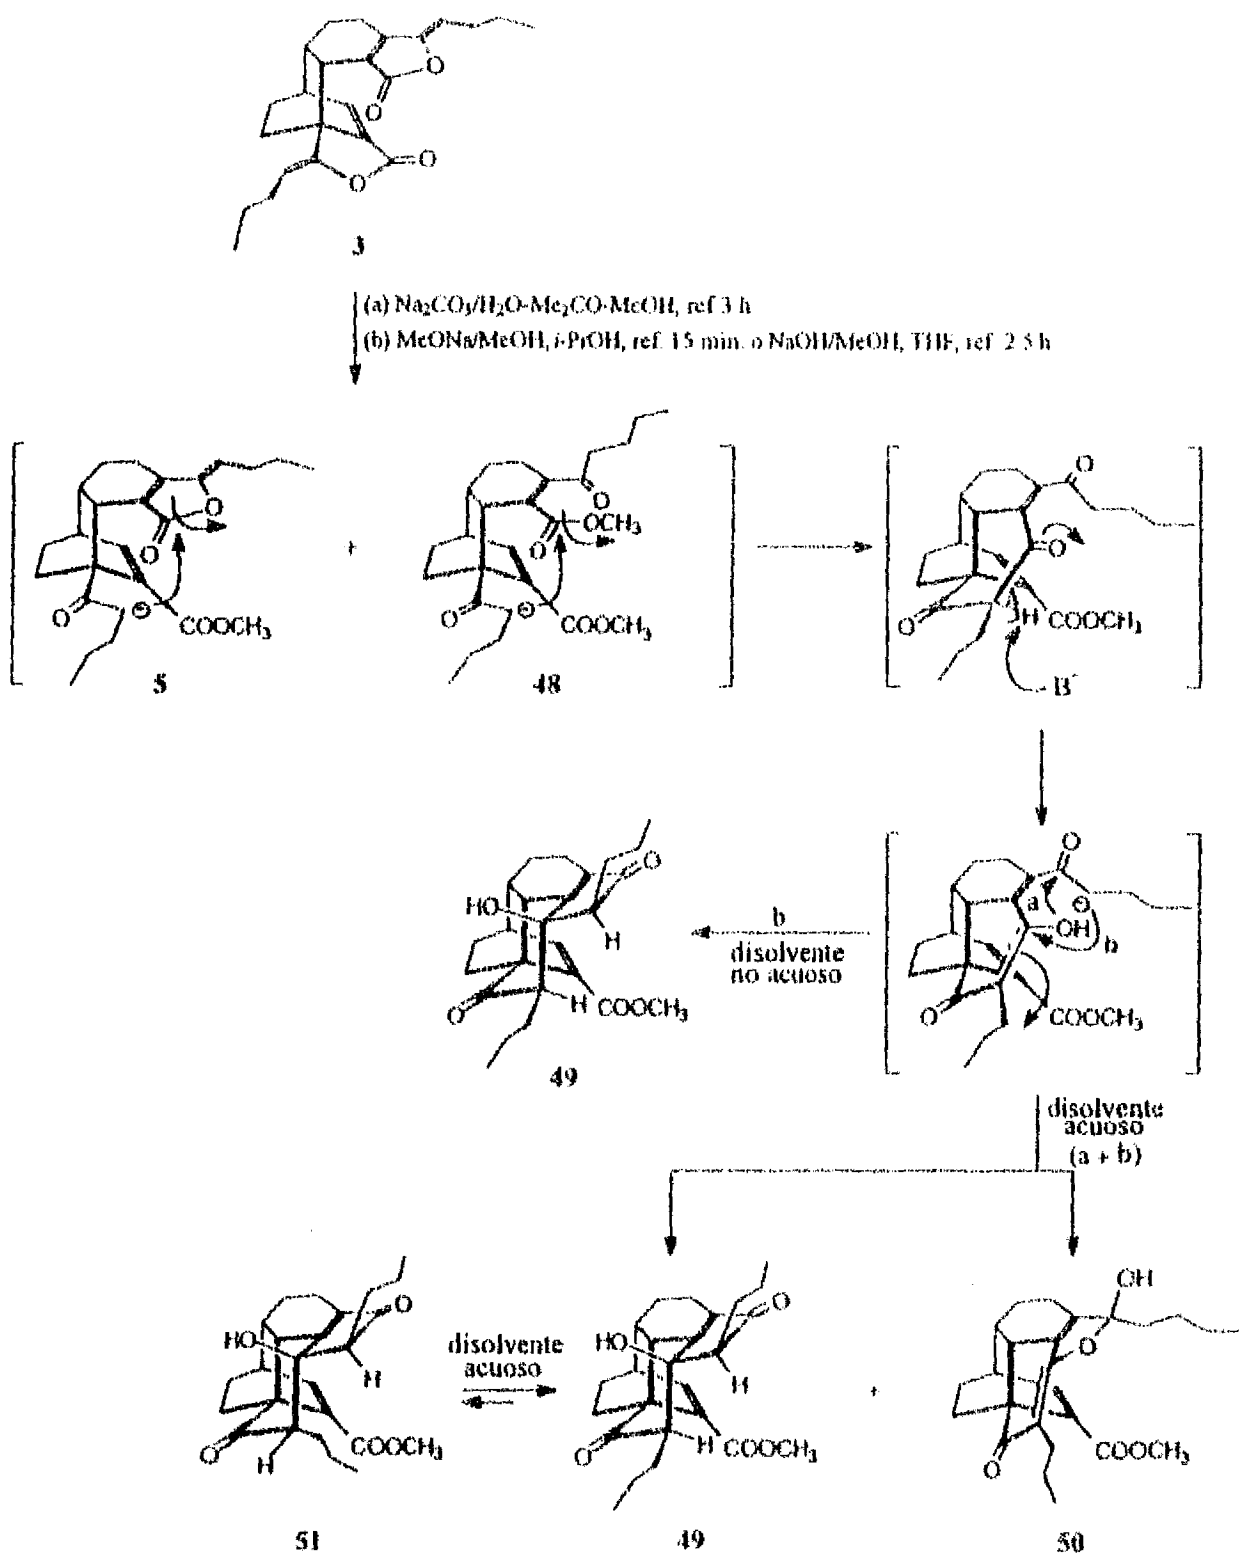 O
O
O
O
3
(a) Na₂CO₃/H₂O-Me₂CO-MeOH, ref 3 h
(b) MeONa/MeOH, i-PrOH, ref. 15 min. o NaOH/MeOH, THF, ref 2.5 h
O
O
O
⊖
COOCH₃
5
+
O
OCH₃
O
O
⊖
COOCH₃
48
O
O
O
H
COOCH₃
B⁻
O
a
⊖
OH
b
O
COOCH₃
b
disolvente
no acuoso
O
HO
H
O
H
COOCH₃
49
disolvente
acuoso
(a + b)
O
HO
H
O
H
COOCH₃
51
disolvente
acuoso
O
HO
H
O
H
COOCH₃
49
+
OH
O
O
COOCH₃
50